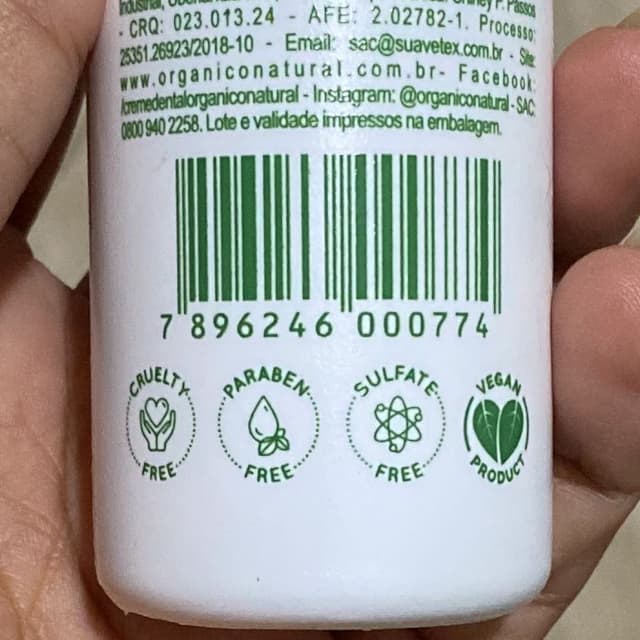 Industrial,
- CRQ: 023.013.24 - AFE: 2.02782-1. Processo:
25351.26923/2018-10 - Email: sac@suavetex.com.br - Site:
www.organiconatural.com.br- Facebook:
/cremedentalorganiconatural - Instagram: @organiconatural - SAC:
0800 940 2258. Lote e validade impressos na embalagem.
7 896246 000774
CRUELTY FREE
PARABEN FREE
SULFATE FREE
VEGAN PRODUCT